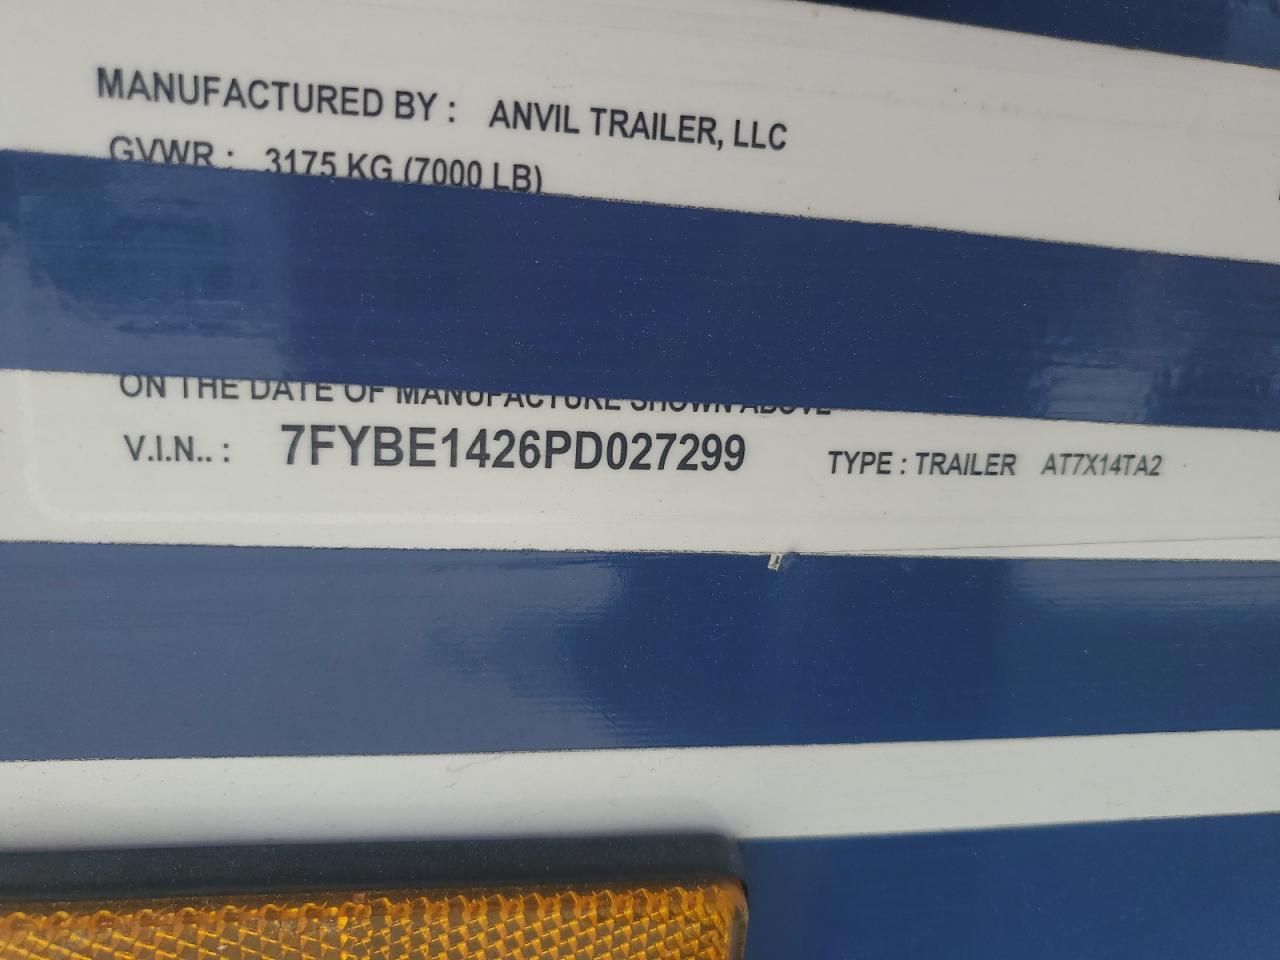 MANUFACTURED BY : ANVIL TRAILER, LLC
GVWR : 3175 KG (7000 LB)
ON THE DATE OF MANUFACTURE SHOWN ABOVE
V.I.N.. : 7FYBE1426PD027299 TYPE : TRAILER AT7X14TA2